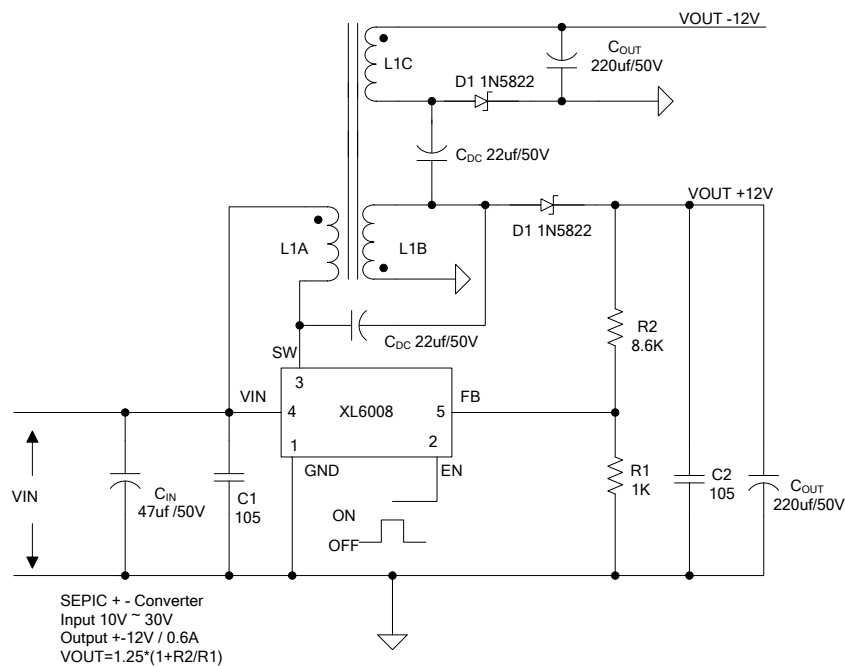 VOUT -12V
COUT
220uf/50V
L1C
D1 1N5822
CDC 22uf/50V
VOUT +12V
D1 1N5822
L1A
L1B
CDC 22uf/50V
R2
8.6K
SW
3
VIN
4
XL6008
5
FB
1
2
GND
EN
VIN
CIN
47uf /50V
C1
105
ON
OFF
R1
1K
C2
105
COUT
220uf/50V
SEPIC + - Converter
Input 10V ~ 30V
Output +-12V / 0.6A
VOUT=1.25*(1+R2/R1)